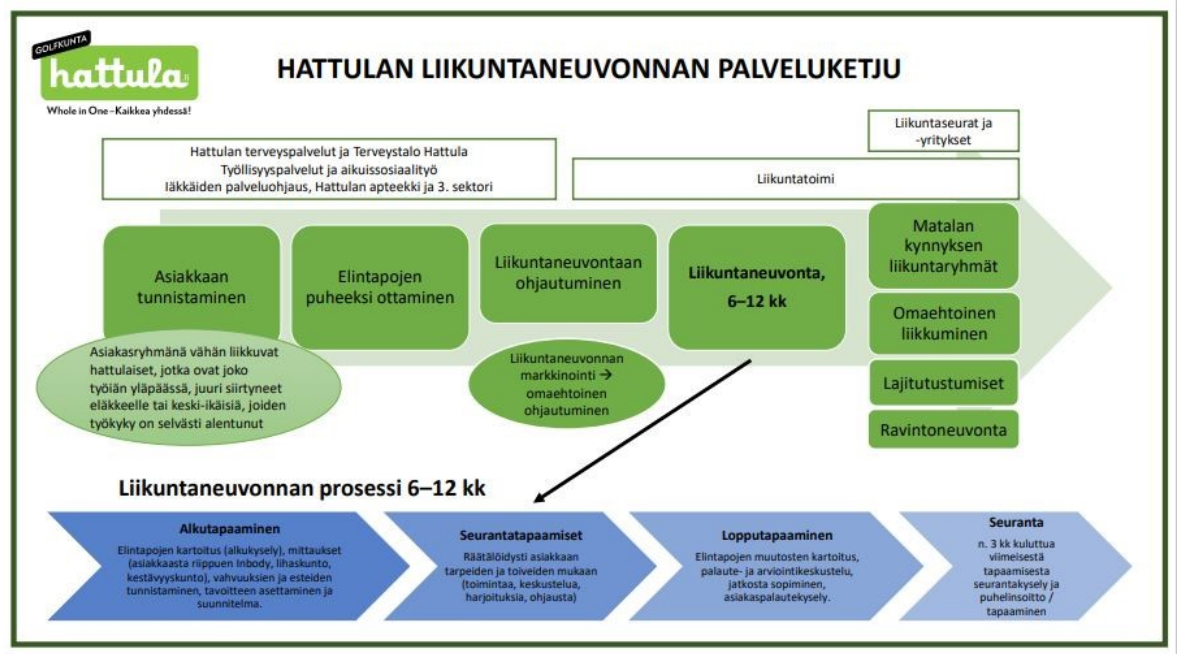 GOLFKUNTA
hattula.fi
Whole in One –Kaikkea yhdessä!
HATTULAN LIIKUNTANEUVONNAN PALVELUKETJU
Hattulan terveyspalvelut ja Terveystalo Hattula
Työllisyyspalvelut ja aikuissosiaalityö
Iäkkäiden palveluohjaus, Hattulan apteekki ja 3. sektori
Liikuntaseurat ja
-yritykset
Liikuntatoimi
Asiakkaan
tunnistaminen
Elintapojen
puheeksi ottaminen
Liikuntaneuvontaan
ohjautuminen
Liikuntaneuvonta,
6–12 kk
Matalan
kynnyksen
liikuntaryhmät
Omaehtoinen
liikkuminen
Lajitutustumiset
Ravintoneuvonta
Asiakasryhmänä vähän liikkuvat
hattulaiset, jotka ovat joko
työiän yläpäässä, juuri siirtyneet
eläkkeelle tai keski-ikäisiä, joiden
työkyky on selvästi alentunut
Liikuntaneuvonnan
markkinointi →
omaehtoinen
ohjautuminen
Liikuntaneuvonnan prosessi 6–12 kk
Alkutapaaminen
Elintapojen kartoitus (alkukysely), mittaukset
(asiakkaasta riippuen Inbody, lihaskunto,
kestävyyskunto), vahvuuksien ja esteiden
tunnistaminen, tavoitteen asettaminen ja
suunnitelma.
Seurantatapaamiset
Räätälöidysti asiakkaan
tarpeiden ja toiveiden mukaan
(toimintaa, keskustelua,
harjoituksia, ohjausta)
Lopputapaaminen
Elintapojen muutosten kartoitus,
palaute- ja arviointikeskustelu,
jatkosta sopiminen,
asiakaspalautekysely.
Seuranta
n. 3 kk kuluttua
viimeisestä
tapaamisesta
seurantakysely ja
puhelinsoitto /
tapaaminen